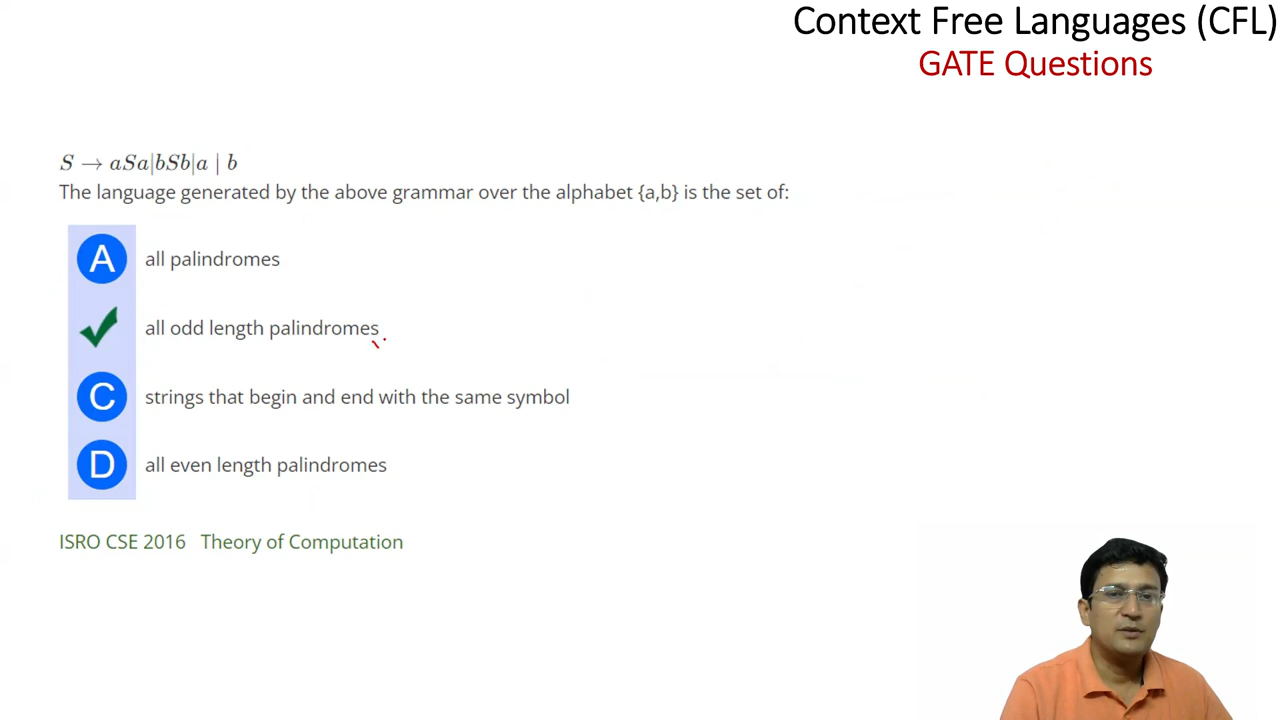 Context Free Languages (CFL)
GATE Questions
S → aSa|bSb|a | b
The language generated by the above grammar over the alphabet {a,b} is the set of:
A all palindromes
all odd length palindromes
C strings that begin and end with the same symbol
D all even length palindromes
ISRO CSE 2016 Theory of Computation